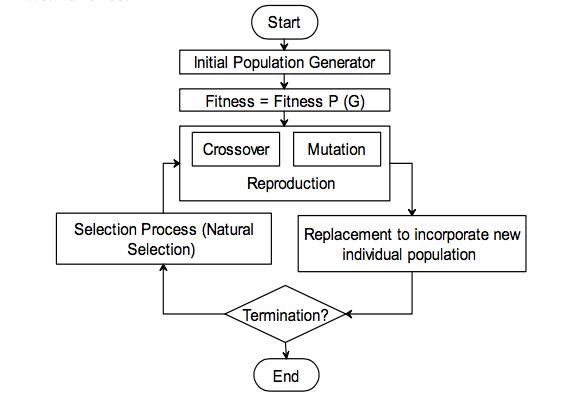 Start
Initial Population Generator
Fitness = Fitness P (G)
Crossover
Mutation
Reproduction
Selection Process (Natural
Selection)
Replacement to incorporate new
individual population
Termination?
End